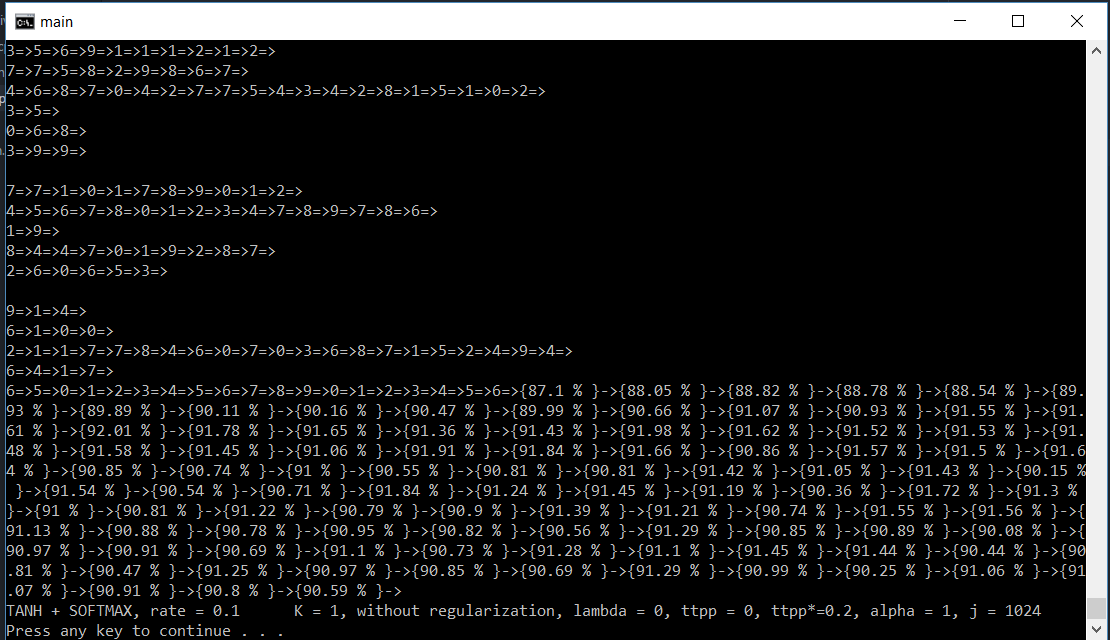 main
3=>5=>6=>9=>1=>1=>1=>2=>1=>2=>
7=>7=>5=>8=>2=>9=>8=>6=>7=>
4=>6=>8=>7=>0=>4=>2=>7=>7=>5=>4=>3=>4=>2=>8=>1=>5=>1=>0=>2=>
3=>5=>
0=>6=>8=>
3=>9=>9=>
7=>7=>1=>0=>1=>7=>8=>9=>0=>1=>2=>
4=>5=>6=>7=>8=>0=>1=>2=>3=>4=>7=>8=>9=>7=>8=>6=>
1=>9=>
8=>4=>4=>7=>0=>1=>9=>2=>8=>7=>
2=>6=>0=>6=>5=>3=>
9=>1=>4=>
6=>1=>0=>0=>
2=>1=>1=>7=>7=>8=>4=>6=>0=>7=>0=>3=>6=>8=>7=>1=>5=>2=>4=>9=>4=>
6=>4=>1=>7=>
6=>5=>0=>1=>2=>3=>4=>5=>6=>7=>8=>9=>0=>1=>2=>3=>4=>5=>6=>{87.1 % }->{88.05 % }->{88.82 % }->{88.78 % }->{88.54 % }->{89.
93 % }->{89.89 % }->{90.11 % }->{90.16 % }->{90.47 % }->{89.99 % }->{90.66 % }->{91.07 % }->{90.93 % }->{91.55 % }->{91.
61 % }->{92.01 % }->{91.78 % }->{91.65 % }->{91.36 % }->{91.43 % }->{91.98 % }->{91.62 % }->{91.52 % }->{91.53 % }->{91.
48 % }->{91.58 % }->{91.45 % }->{91.06 % }->{91.91 % }->{91.84 % }->{91.66 % }->{90.86 % }->{91.57 % }->{91.5 % }->{91.6
4 % }->{90.85 % }->{90.74 % }->{91 % }->{90.55 % }->{90.81 % }->{90.81 % }->{91.42 % }->{91.05 % }->{91.43 % }->{90.15 %
 }->{91.54 % }->{90.54 % }->{90.71 % }->{91.84 % }->{91.24 % }->{91.45 % }->{91.19 % }->{90.36 % }->{91.72 % }->{91.3 %
}->{91 % }->{90.81 % }->{91.22 % }->{90.79 % }->{90.9 % }->{91.39 % }->{91.21 % }->{90.74 % }->{91.55 % }->{91.56 % }->{
91.13 % }->{90.88 % }->{90.78 % }->{90.95 % }->{90.82 % }->{90.56 % }->{91.29 % }->{90.85 % }->{90.89 % }->{90.08 % }->{
90.97 % }->{90.91 % }->{90.69 % }->{91.1 % }->{90.73 % }->{91.28 % }->{91.1 % }->{91.45 % }->{91.44 % }->{90.44 % }->{90
.81 % }->{90.47 % }->{91.25 % }->{90.97 % }->{90.85 % }->{90.69 % }->{91.29 % }->{90.99 % }->{90.25 % }->{91.06 % }->{91
.07 % }->{90.91 % }->{90.8 % }->{90.59 % }->
TANH + SOFTMAX, rate = 0.1      K = 1, without regularization, lambda = 0, ttpp = 0, ttpp*=0.2, alpha = 1, j = 1024
Press any key to continue . . .